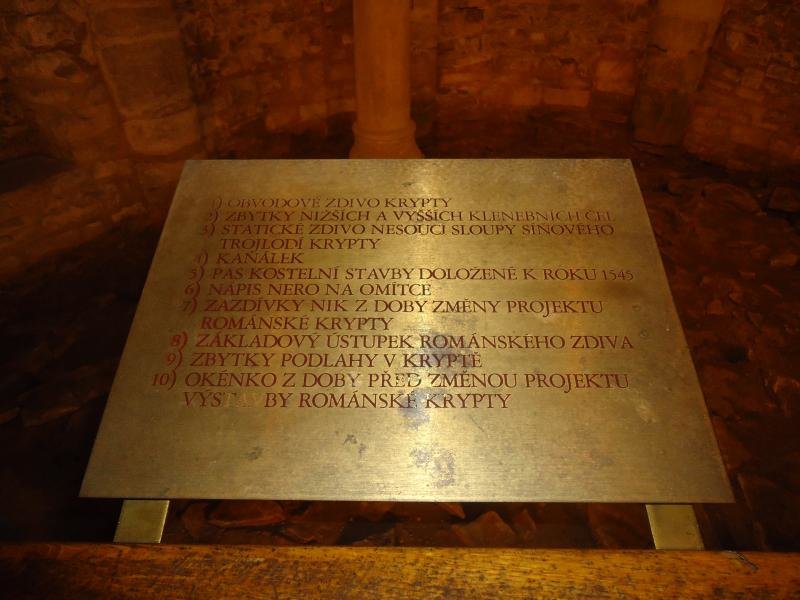 1) OBVODOVÉ ZDIVO KRYPTY
2) ZBYTKY NIŽŠÍCH A VYŠŠÍCH KLENEBNÍCH ČEL
3) STATICKÉ ZDIVO NESOUCÍ SLOUPY SÍŇOVÉHO
TROJLODÍ KRYPTY
4) KANÁLEK
5) PAS KOSTELNÍ STAVBY DOLOŽENÉ K ROKU 1545
6) NÁPIS NERO NA OMÍTCE
7) ZAZDÍVKY NIK Z DOBY ZMĚNY PROJEKTU
ROMÁNSKÉ KRYPTY
8) ZÁKLADOVÝ ÚSTUPEK ROMÁNSKÉHO ZDIVA
9) ZBYTKY PODLAHY V KRYPTĚ
10) OKÉNKO Z DOBY PŘED ZMĚNOU PROJEKTU
VÝSTAVBY ROMÁNSKÉ KRYPTY